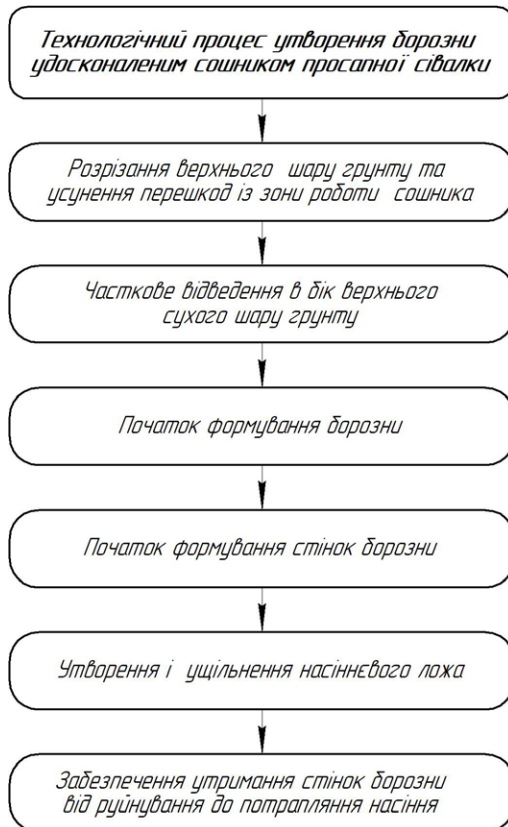 Технологічний процес утворення борозни
удосконаленим сошником просапної сівалки
Розрізання верхнього шару грунту та
усунення перешкод із зони роботи сошника
Часткове відведення в бік верхнього
сухого шару грунту
Початок формування борозни
Початок формування стінок борозни
Утворення і ущільнення насіннєвого ложа
Забезпечення утримання стінок борозни
від руйнування до потрапляння насіння